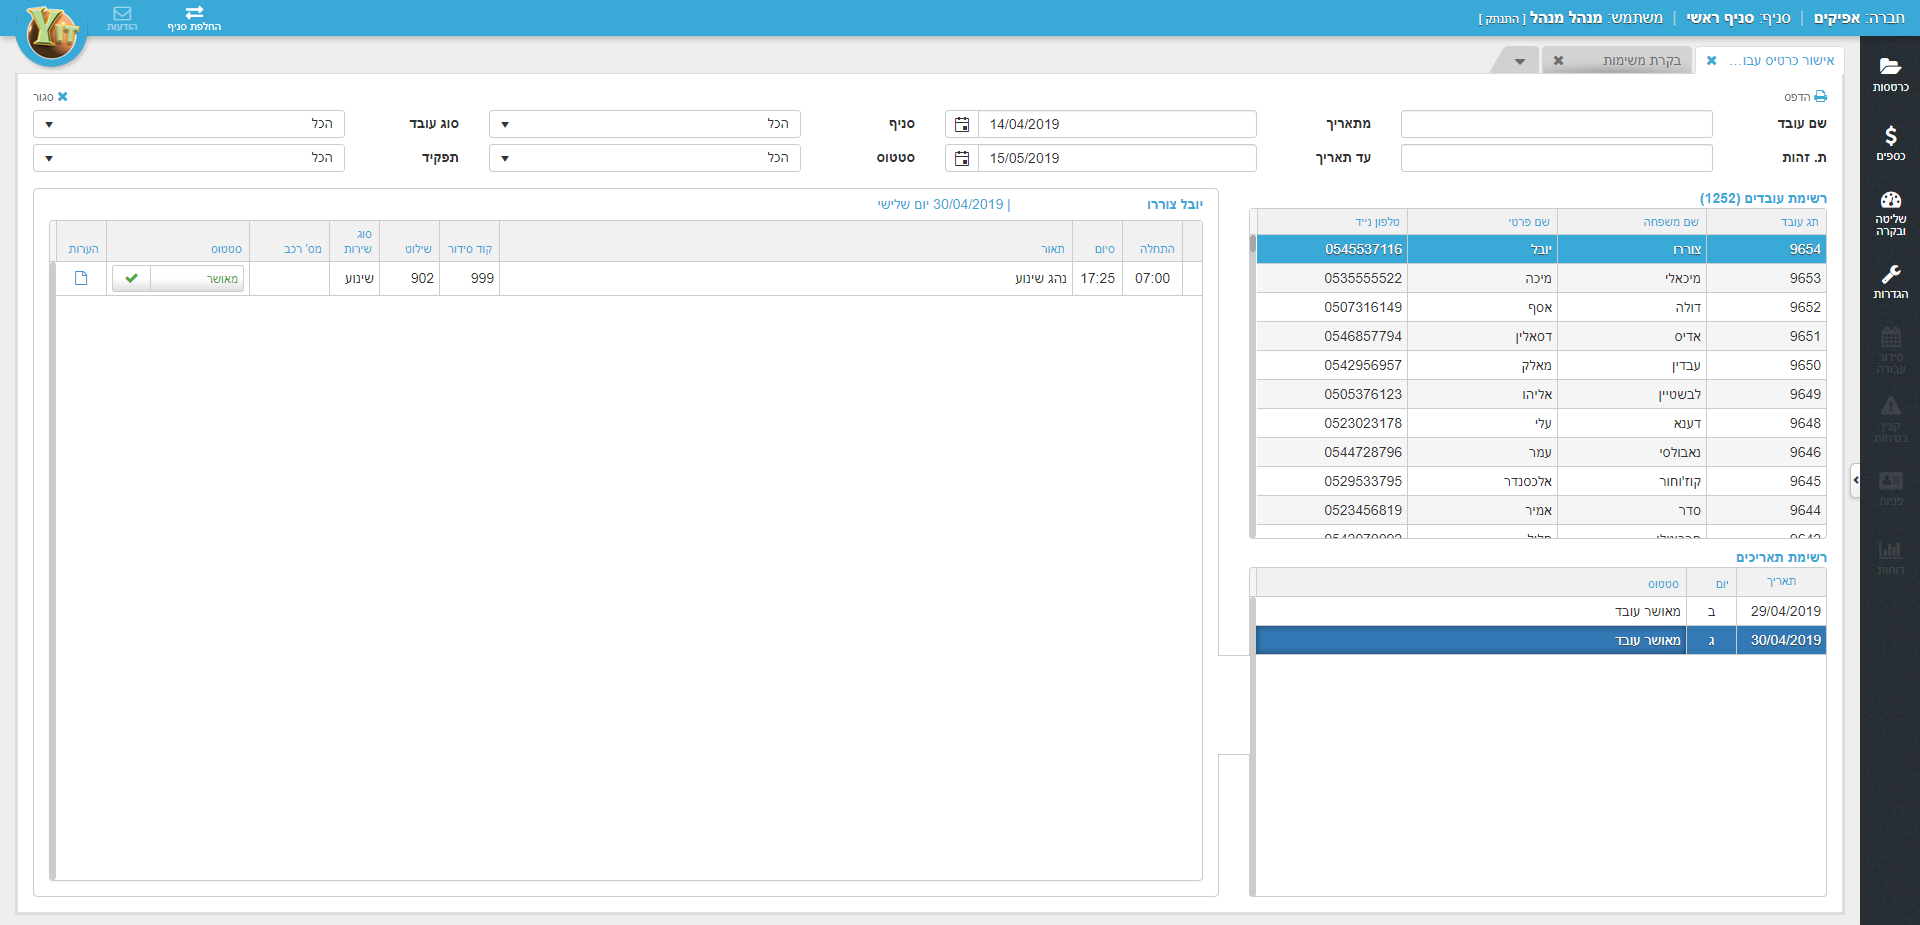 חברה: אפיקים | סניף: סניף ראשי | משתמש: מנהל מנהל [ התנתק ]
החלפת סניף
הודעות
YIT
אישור כרטיס עבו...
בקרת משימות
כרטסות
כספים
שליטה ובקרה
הגדרות
סידור עבודה
קצין בטיחות
פניות
דוחות
הדפס
סגור
שם עובד
מתאריך 14/04/2019
סניף הכל
סוג עובד הכל
ת. זהות
עד תאריך 15/05/2019
סטטוס הכל
תפקיד הכל
רשימת עובדים (1252)
תג עובד שם משפחה שם פרטי טלפון נייד
9654 צוררו יובל 0545537116
9653 מיכאלי מיכה 0535555522
9652 דולה אסף 0507316149
9651 אדיס דסאלין 0546857794
9650 עבדין מאלק 0542956957
9649 לבשטיין אליהו 0505376123
9648 דענא עלי 0523023178
9646 נאבולסי עמר 0544728796
9645 קוז'וחור אלכסנדר 0529533795
9644 סדר אמיר 0523456819
רשימת תאריכים
תאריך יום סטטוס
29/04/2019 ב מאושר עובד
30/04/2019 ג מאושר עובד
יובל צוררו | 30/04/2019 יום שלישי
התחלה סיום תאור קוד סידור שילוט סוג שירות מס' רכב סטטוס הערות
07:00 17:25 נהג שינוע 999 902 שינוע מאושר